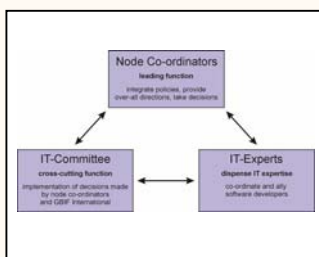 Node Co-ordinators
leading function
integrate policies, provide
over-all directions, take decisions
IT-Committee
cross-cutting function
implementation of decisions made
by node co-ordinators
and GBIF International
IT-Experts
dispense IT expertise
co-ordinate and ally
software developers